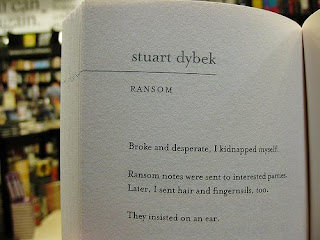 stuart dybek
RANSOM
Broke and desperate, I kidnapped myself.
Ransom notes were sent to interested parties.
Later, I sent hair and fingernails, too.
They insisted on an ear.